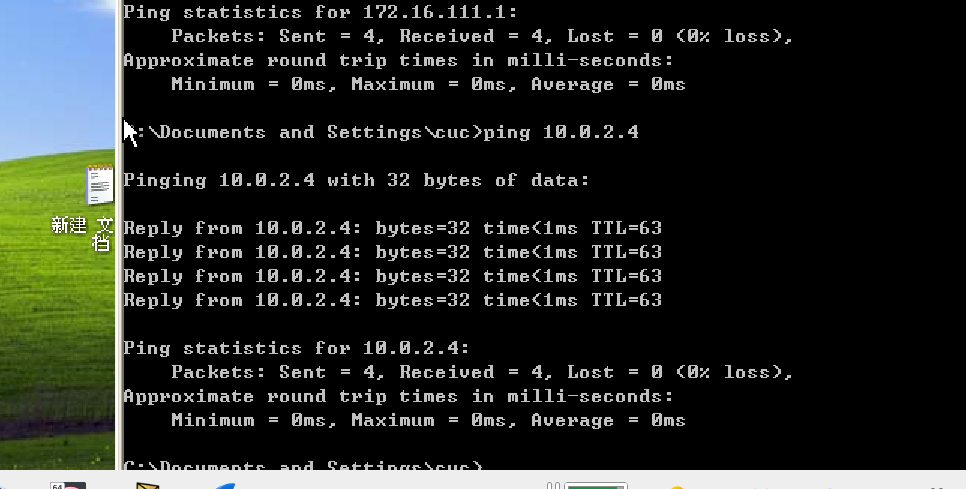 Ping statistics for 172.16.111.1:
    Packets: Sent = 4, Received = 4, Lost = 0 (0% loss),
Approximate round trip times in milli-seconds:
    Minimum = 0ms, Maximum = 0ms, Average = 0ms
:\Documents and Settings\cuc>ping 10.0.2.4
Pinging 10.0.2.4 with 32 bytes of data:
Reply from 10.0.2.4: bytes=32 time<1ms TTL=63
Reply from 10.0.2.4: bytes=32 time<1ms TTL=63
Reply from 10.0.2.4: bytes=32 time<1ms TTL=63
Reply from 10.0.2.4: bytes=32 time<1ms TTL=63
Ping statistics for 10.0.2.4:
    Packets: Sent = 4, Received = 4, Lost = 0 (0% loss),
Approximate round trip times in milli-seconds:
    Minimum = 0ms, Maximum = 0ms, Average = 0ms
C:\Documents and Settings\cuc>
新建 文
档
64